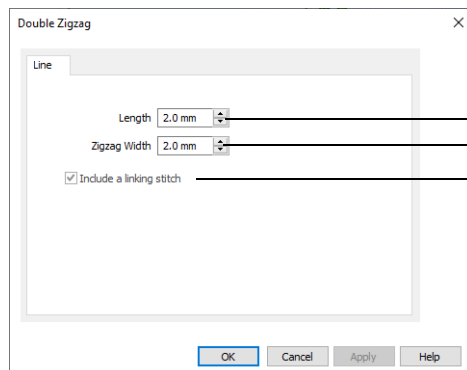 Double Zigzag
Line
Length 2.0 mm
Zigzag Width 2.0 mm
Include a linking stitch
OK Cancel Apply Help